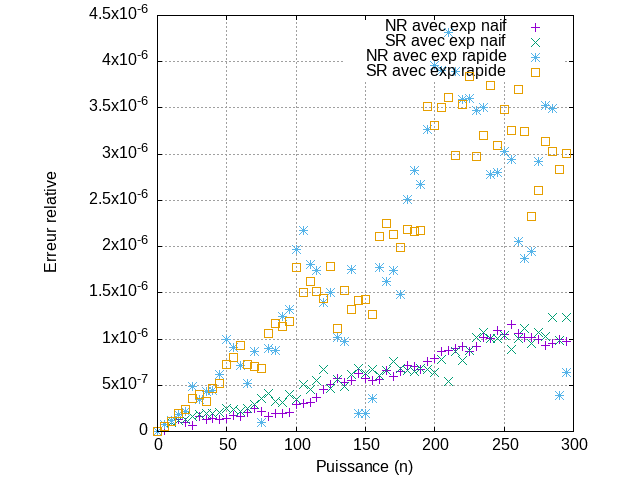 4.5x10⁻⁶
4x10⁻⁶
3.5x10⁻⁶
3x10⁻⁶
2.5x10⁻⁶
2x10⁻⁶
1.5x10⁻⁶
1x10⁻⁶
5x10⁻⁷
0
Erreur relative
NR avec exp naif
SR avec exp naif
NR avec exp rapide
SR avec exp rapide
0 50 100 150 200 250 300
Puissance (n)